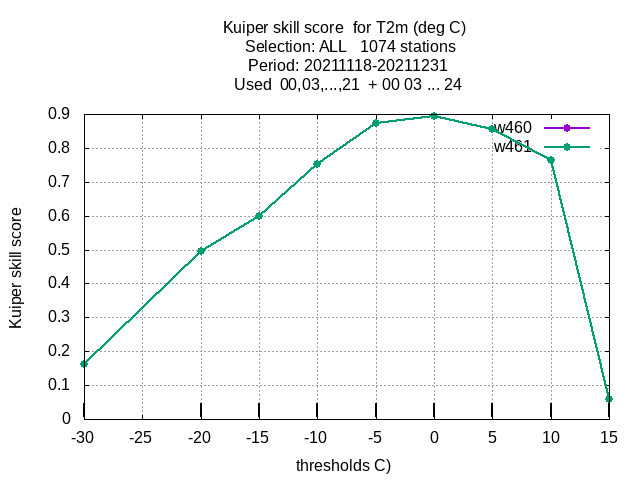 Kuiper skill score  for T2m (deg C)
Selection: ALL   1074 stations
Period: 20211118-20211231
Used  00,03,...,21  + 00 03 ... 24
w460
w461
0.9
0.8
0.7
0.6
0.5
0.4
0.3
0.2
0.1
0
Kuiper skill score
-30 -25 -20 -15 -10 -5 0 5 10 15
thresholds C)